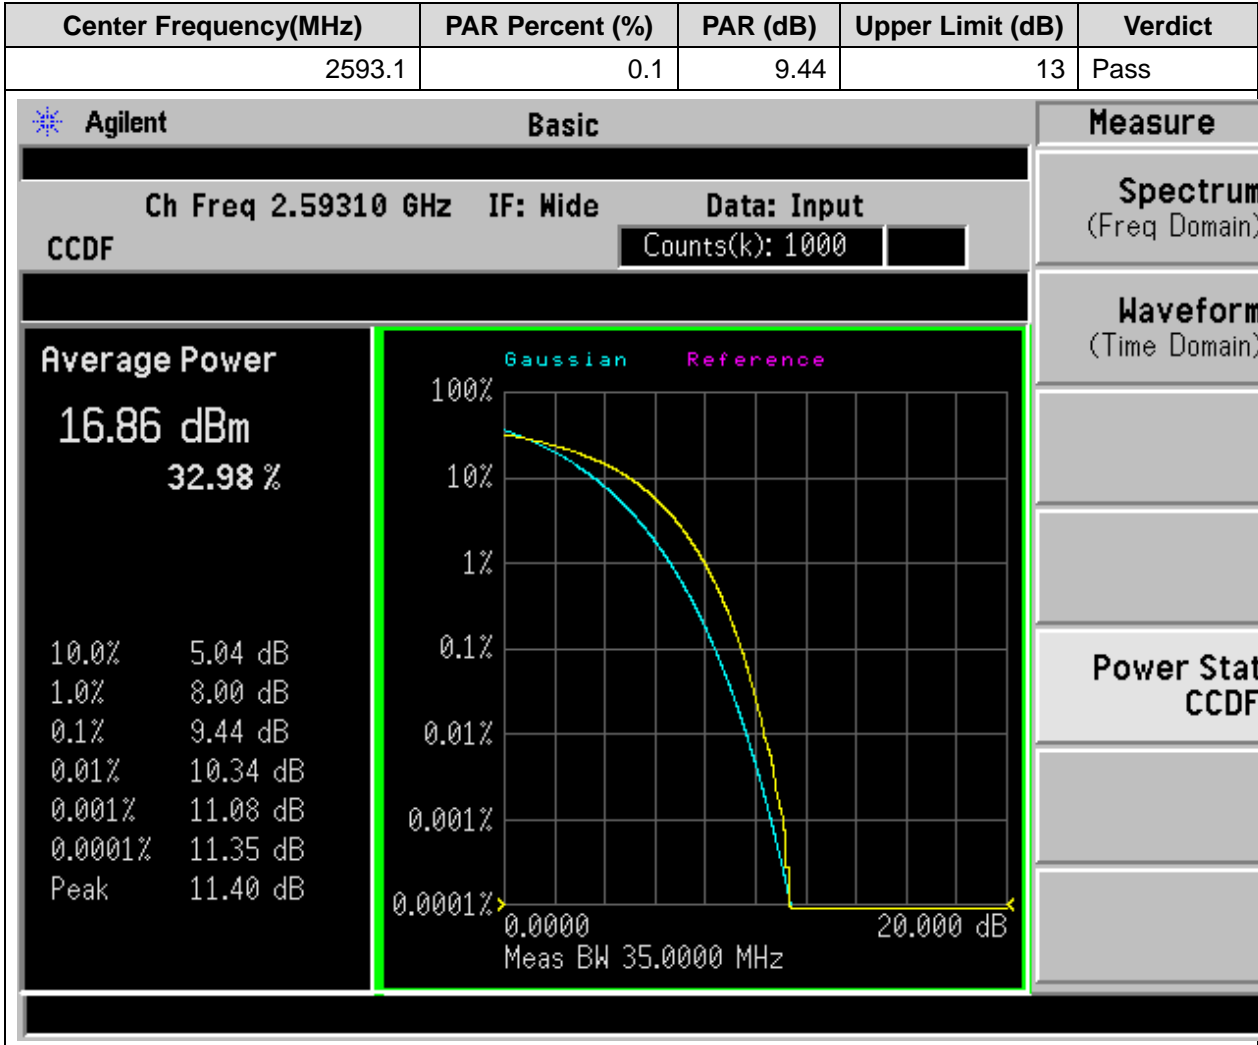 Center Frequency(MHz) PAR Percent (%) PAR (dB) Upper Limit (dB) Verdict
2593.1 0.1 9.44 13 Pass
Agilent Basic Measure
Ch Freq 2.59310 GHz IF: Wide Data: Input
CCDF Counts(k): 1000
Average Power
16.86 dBm
32.98 %
10.0% 5.04 dB
1.0% 8.00 dB
0.1% 9.44 dB
0.01% 10.34 dB
0.001% 11.08 dB
0.0001% 11.35 dB
Peak 11.40 dB
Gaussian Reference
100%
10%
1%
0.1%
0.01%
0.001%
0.0001%
0.0000 20.000 dB
Meas BW 35.0000 MHz
Spectrum
(Freq Domain)
Waveform
(Time Domain)
Power Stat
CCDF